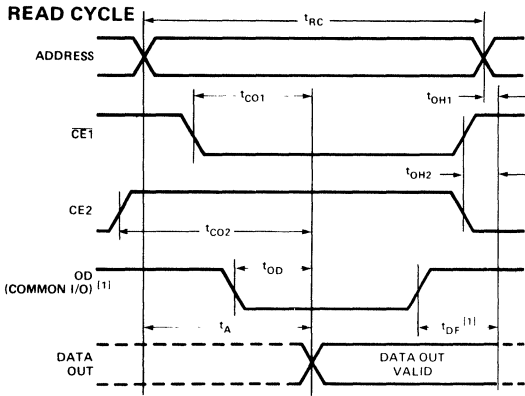 READ CYCLE
tRC
ADDRESS
tCO1
tOH1
CE1
tOH2
CE2
tCO2
OD
(COMMON I/O) [1]
tOD
tA
tDF [1]
DATA
OUT
DATA OUT
VALID